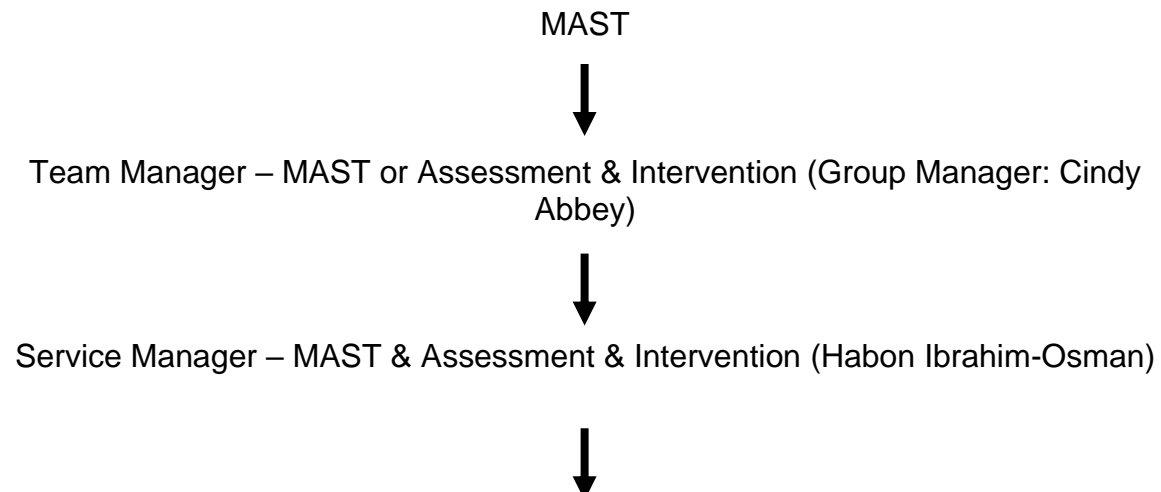 MAST
Team Manager – MAST or Assessment & Intervention (Group Manager: Cindy
Abbey)
Service Manager – MAST & Assessment & Intervention (Habon Ibrahim-Osman)